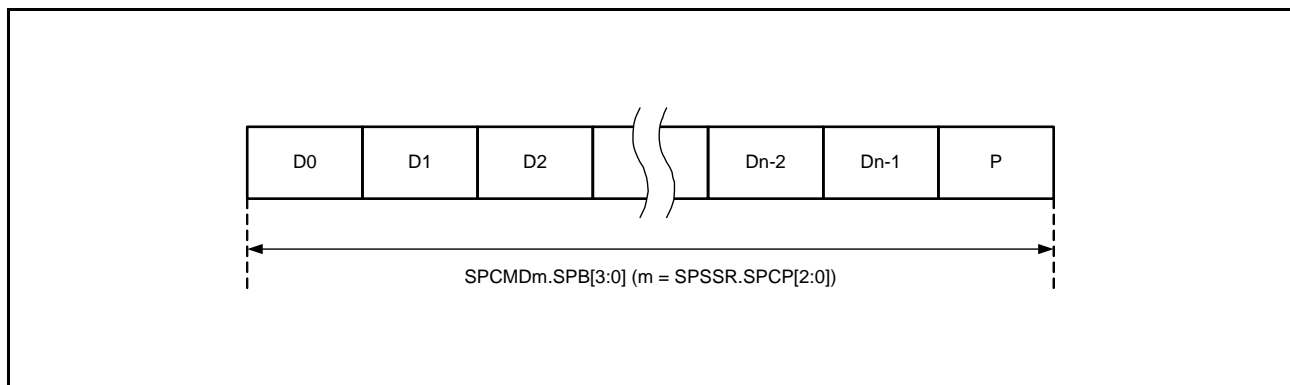 D0 D1 D2 Dn-2 Dn-1 P
SPCMDm.SPB[3:0] (m = SPSSR.SPCP[2:0])